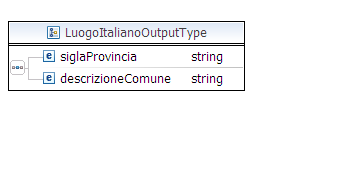 LuogoItalianoOutputType
siglaProvincia string
descrizioneComune string